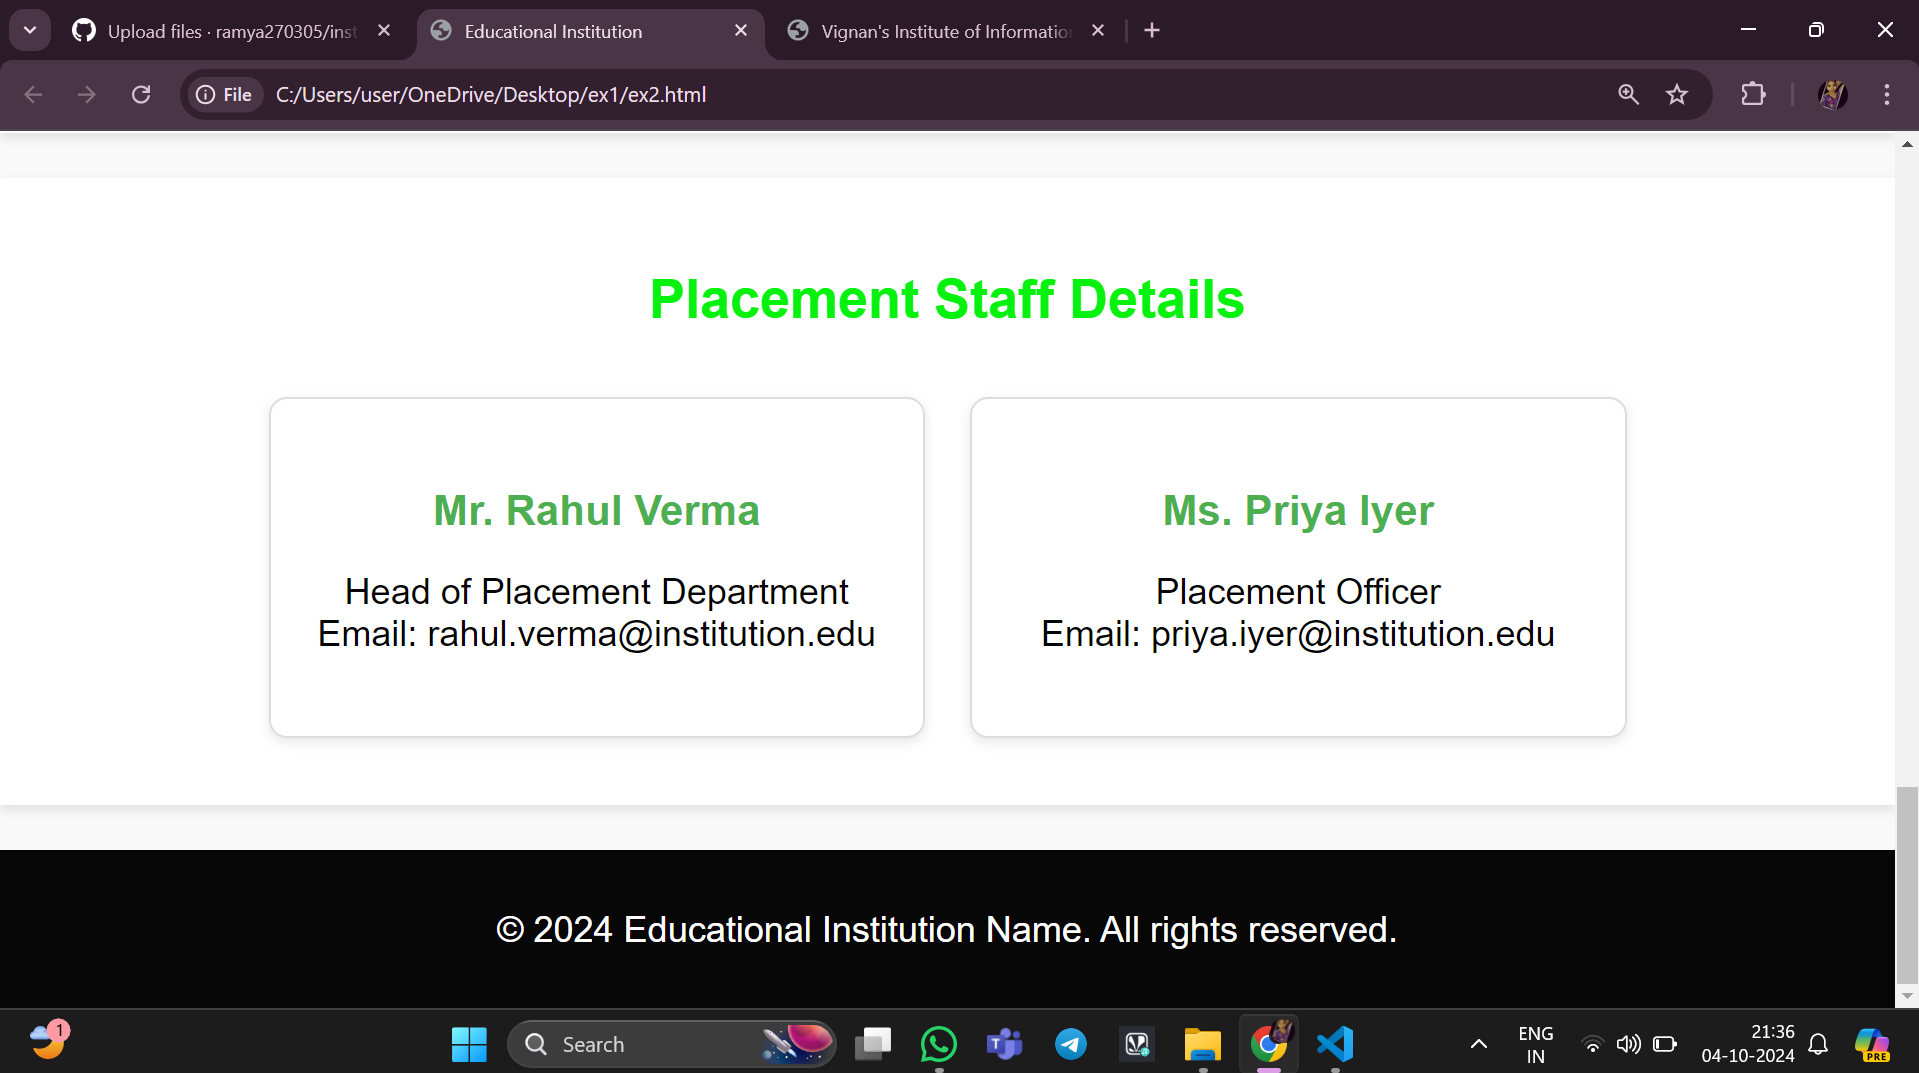 Upload files · ramya270305/inst
Educational Institution
Vignan's Institute of Informatio
File
C:/Users/user/OneDrive/Desktop/ex1/ex2.html
Placement Staff Details
Mr. Rahul Verma
Head of Placement Department
Email: rahul.verma@institution.edu
Ms. Priya Iyer
Placement Officer
Email: priya.iyer@institution.edu
© 2024 Educational Institution Name. All rights reserved.
1
Search
ENG
IN
21:36
04-10-2024
PRE